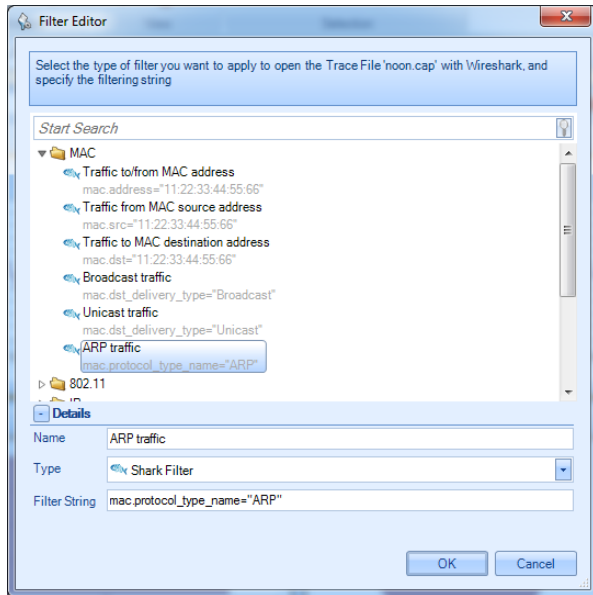 Filter Editor
Select the type of filter you want to apply to open the Trace File 'noon.cap' with Wireshark, and
specify the filtering string
Start Search
MAC
Traffic to/from MAC address
mac.address="11:22:33:44:55:66"
Traffic from MAC source address
mac.src="11:22:33:44:55:66"
Traffic to MAC destination address
mac.dst="11:22:33:44:55:66"
Broadcast traffic
mac.dst_delivery_type="Broadcast"
Unicast traffic
mac.dst_delivery_type="Unicast"
ARP traffic
mac.protocol_type_name="ARP"
802.11
Details
Name
ARP traffic
Type
Shark Filter
Filter String
mac.protocol_type_name="ARP"
OK
Cancel